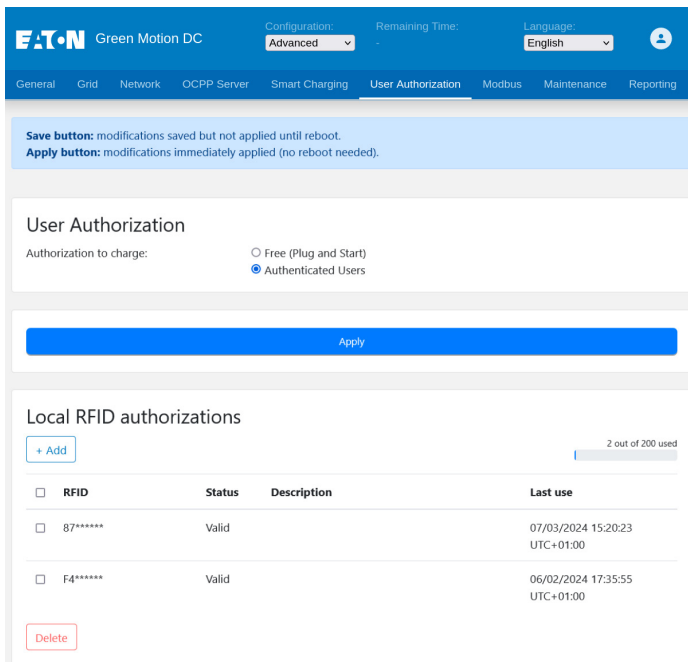 EATON Green Motion DC
Configuration: Remaining Time: Language:
Advanced - English
General Grid Network OCPP Server Smart Charging User Authorization Modbus Maintenance Reporting
Save button: modifications saved but not applied until reboot.
Apply button: modifications immediately applied (no reboot needed).
User Authorization
Authorization to charge: Free (Plug and Start)
Authenticated Users
Apply
Local RFID authorizations
+ Add
2 out of 200 used
RFID Status Description Last use
87****** Valid 07/03/2024 15:20:23
UTC+01:00
F4****** Valid 06/02/2024 17:35:55
UTC+01:00
Delete